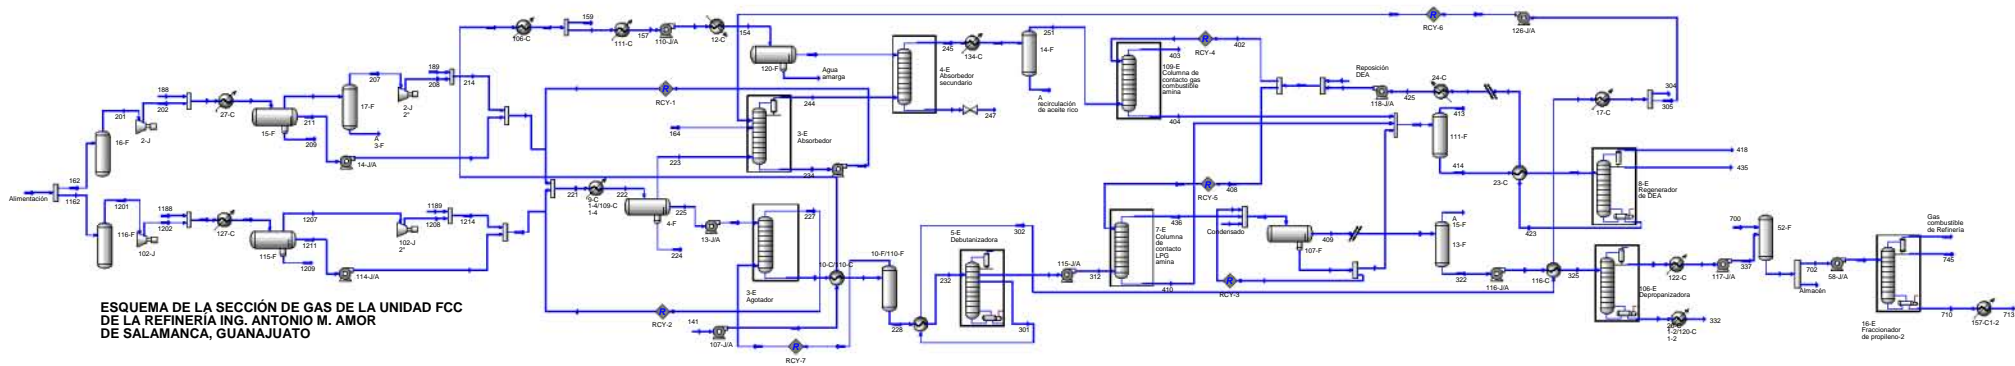 159
106-C
111-C
157
110-J/A
12-C
154
120-F
Agua
amarga
4-E
Absorbedor
secundario
245
134-C
251
14-F
A
recirculación
de aceite rico
247
RCY-4
402
403
109-E
Columna de
contacto gas
combustible
amina
404
RCY-6
126-J/A
Reposición
DEA
118-J/A
425
24-C
413
111-F
414
23-C
17-C
304
305
418
435
8-E
Regenerador
de DEA
423
189
208
214
207
17-F
2-J
2°
A
3-F
188
202
27-C
201
2-J
16-F
15-F
211
209
14-J/A
RCY-1
244
164
223
3-E
Absorbedor
234
Alimentación
162
1162
1201
116-F
102-J
1188
1202
127-C
1207
1189
1208
1214
102-J
2°
115-F
1211
1209
114-J/A
221
9-C
1-4/109-C
1-4
222
4-F
225
224
13-J/A
227
3-E
Agotador
10-C/110-C
10-F/110-F
228
RCY-2
141
107-J/A
RCY-7
232
5-E
Debutanizadora
302
301
115-J/A
312
RCY-5
408
436
7-E
Columna
de
contacto
LPG
amina
410
Condensado
107-F
409
RCY-3
A
15-F
13-F
322
116-J/A
116-C
325
106-E
Depropanizadora
122-C
117-J/A
337
1-2/120-C
1-2
332
700
52-F
702
Almacén
58-J/A
Gas
combustible
de Refinería
745
16-E
Fraccionador
de propileno-2
710
157-C1-2
713
ESQUEMA DE LA SECCIÓN DE GAS DE LA UNIDAD FCC
DE LA REFINERÍA ING. ANTONIO M. AMOR
DE SALAMANCA, GUANAJUATO